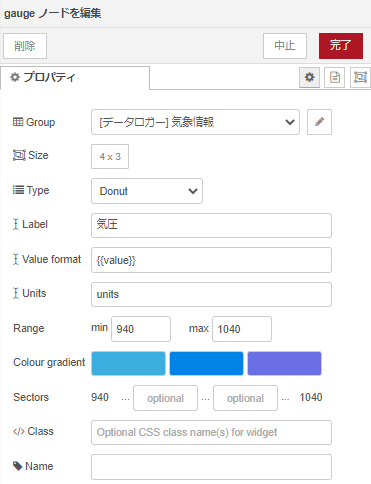 gauge ノードを編集
削除 中止 完了
プロパティ
Group [データロガー] 気象情報
Size 4 x 3
Type Donut
Label 気圧
Value format {{value}}
Units units
Range min 940 max 1040
Colour gradient
Sectors 940 ... optional ... optional ... 1040
</> Class Optional CSS class name(s) for widget
Name